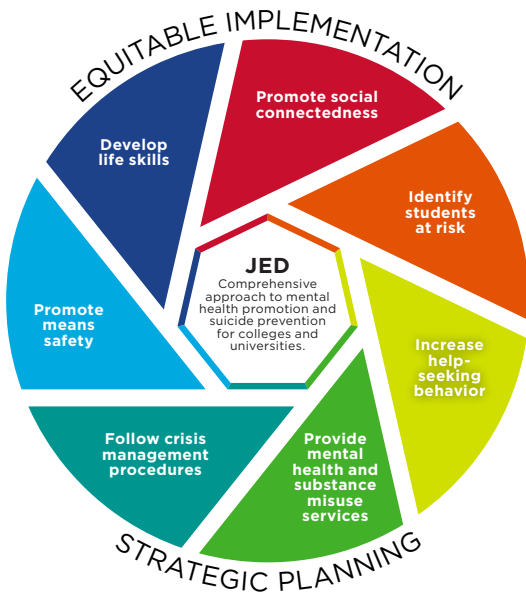 EQUITABLE IMPLEMENTATION
Promote social
connectedness
Identify
students
at risk
Increase
help-
seeking
behavior
Provide
mental
health and
substance
misuse
services
Follow crisis
management
procedures
Promote
means
safety
Develop
life skills
JED
Comprehensive
approach to mental
health promotion and
suicide prevention
for colleges and
universities.
STRATEGIC PLANNING